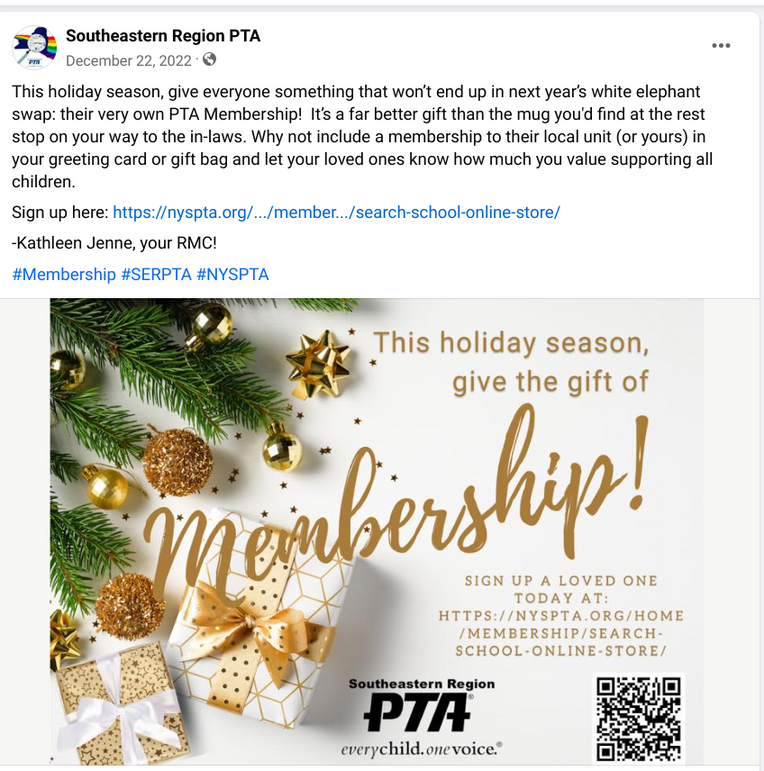 Southeastern Region PTA
December 22, 2022 ·
This holiday season, give everyone something that won't end up in next year's white elephant
swap: their very own PTA Membership! It's a far better gift than the mug you'd find at the rest
stop on your way to the in-laws. Why not include a membership to their local unit (or yours) in
your greeting card or gift bag and let your loved ones know how much you value supporting all
children.
Sign up here: https://nyspta.org/.../member.../search-school-online-store/
-Kathleen Jenne, your RMC!
#Membership #SERPTA #NYSPTA
This holiday season,
give the gift of
Membership!
SIGN UP A LOVED ONE
TODAY AT:
HTTPS://NYSPTA.ORG/HOME
/MEMBERSHIP/SEARCH-
SCHOOL-ONLINE-STORE/
Southeastern Region
PTA®
everychild.onevoice.®